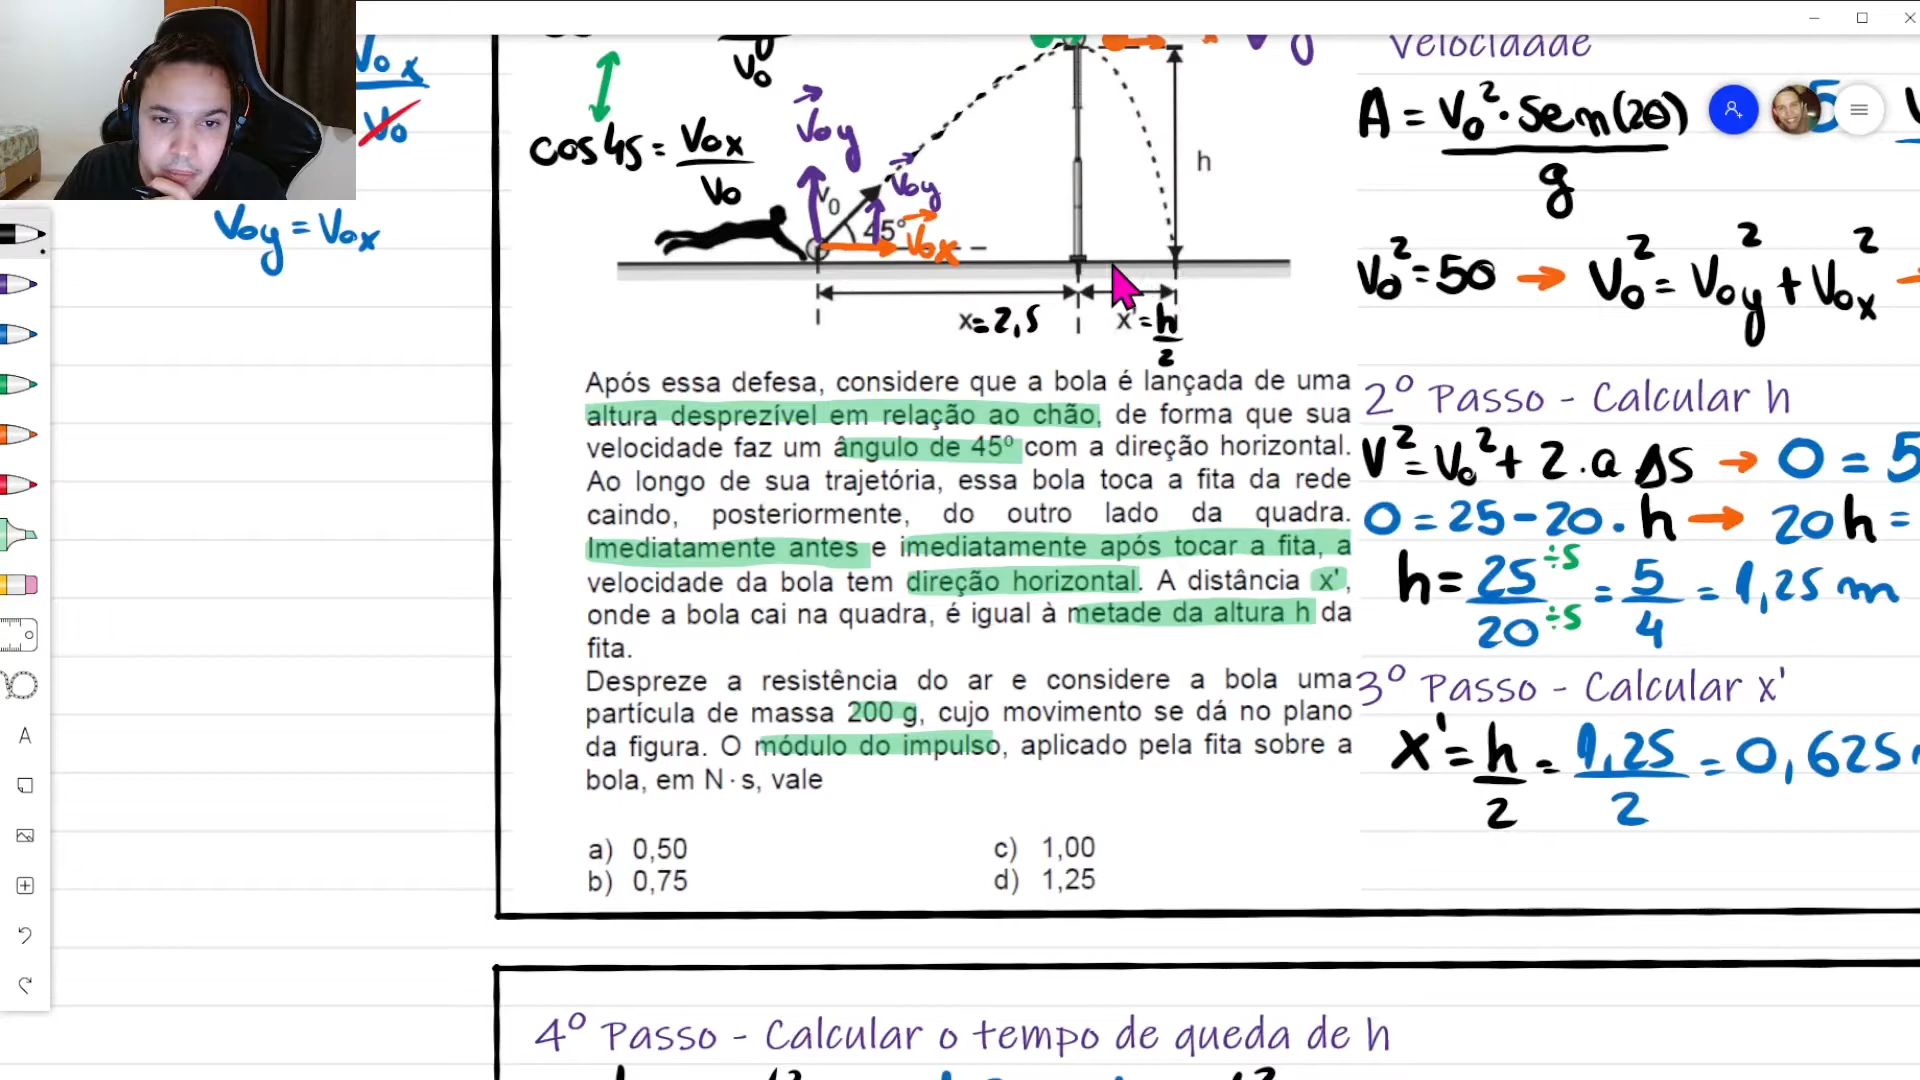 Vox
Vo
Voy = Vox
Vo
cos 45 = Vox
Vo
Voy
V0
Voy
45°
Vox
h
x=2,5
x' = h
2
Após essa defesa, considere que a bola é lançada de uma
altura desprezível em relação ao chão, de forma que sua
velocidade faz um ângulo de 45º com a direção horizontal.
Ao longo de sua trajetória, essa bola toca a fita da rede
caindo, posteriormente, do outro lado da quadra.
Imediatamente antes e imediatamente após tocar a fita, a
velocidade da bola tem direção horizontal. A distância x',
onde a bola cai na quadra, é igual à metade da altura h da
fita.
Despreze a resistência do ar e considere a bola uma
partícula de massa 200 g, cujo movimento se dá no plano
da figura. O módulo do impulso, aplicado pela fita sobre a
bola, em N · s, vale
a) 0,50
b) 0,75
c) 1,00
d) 1,25
Velocidade
A = Vo² · sen(2θ)
g
Vo² = 50 → Vo² = Voy² + Vox²
2º Passo - Calcular h
V² = Vo² + 2 . a ΔS → 0 = 5
0 = 25 - 20 . h → 20h =
h = 25 ÷5 = 5 = 1,25 m
20 ÷5 4
3º Passo - Calcular x'
x' = h = 1,25 = 0,625
2 2
4º Passo - Calcular o tempo de queda de h